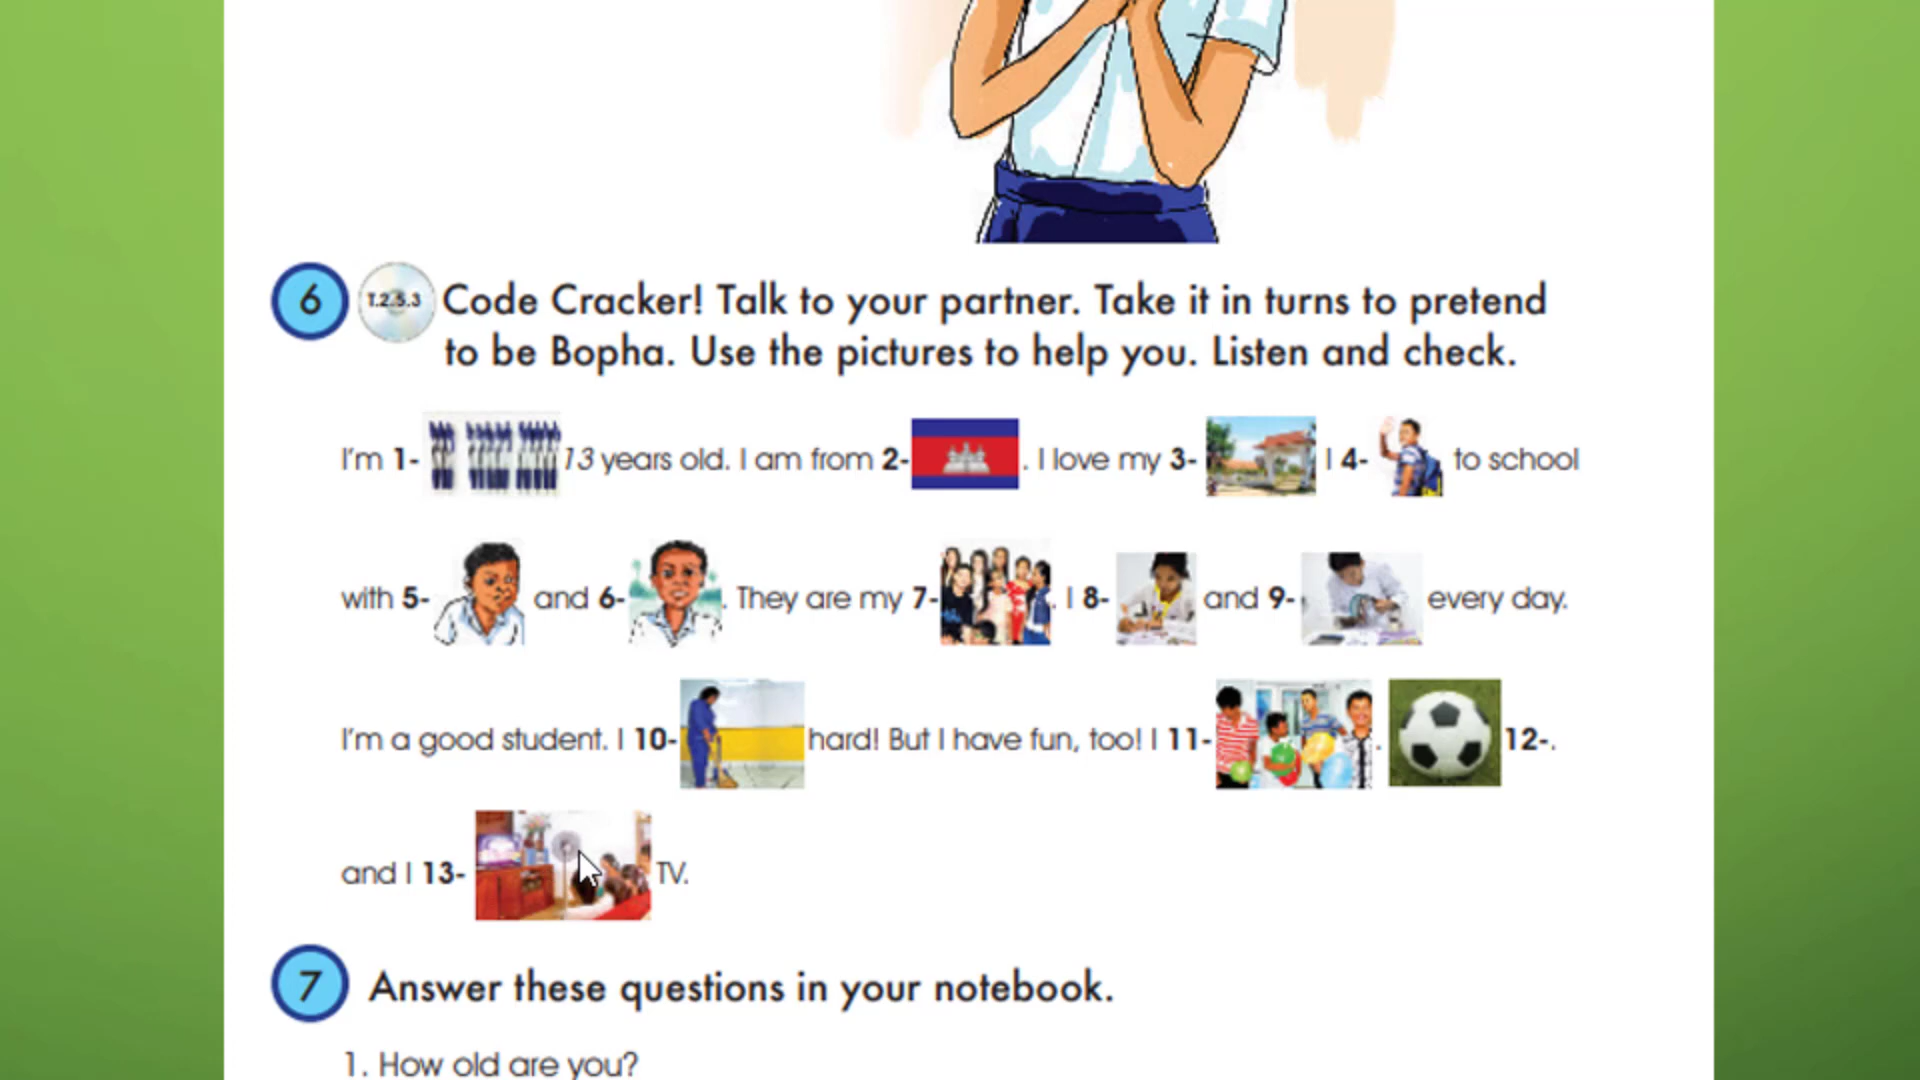 6 T.2.5.3 Code Cracker! Talk to your partner. Take it in turns to pretend
to be Bopha. Use the pictures to help you. Listen and check.
I'm 1- 13 years old. I am from 2- . I love my 3- I 4- to school
with 5- and 6- . They are my 7- . I 8- and 9- every day.
I'm a good student. I 10- hard! But I have fun, too! I 11- . 12-.
and I 13- TV.
7 Answer these questions in your notebook.
1. How old are you?